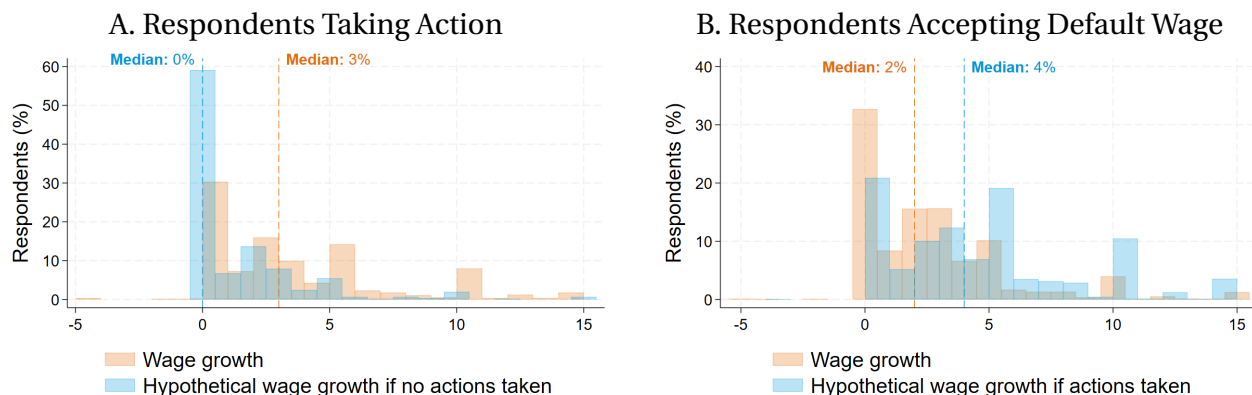 A. Respondents Taking Action
Median: 0%
Median: 3%
60
50
40
30
20
10
0
Respondents (%)
-5
0
5
10
15
Wage growth
Hypothetical wage growth if no actions taken
B. Respondents Accepting Default Wage
Median: 2%
Median: 4%
40
30
20
10
0
Respondents (%)
-5
0
5
10
15
Wage growth
Hypothetical wage growth if actions taken